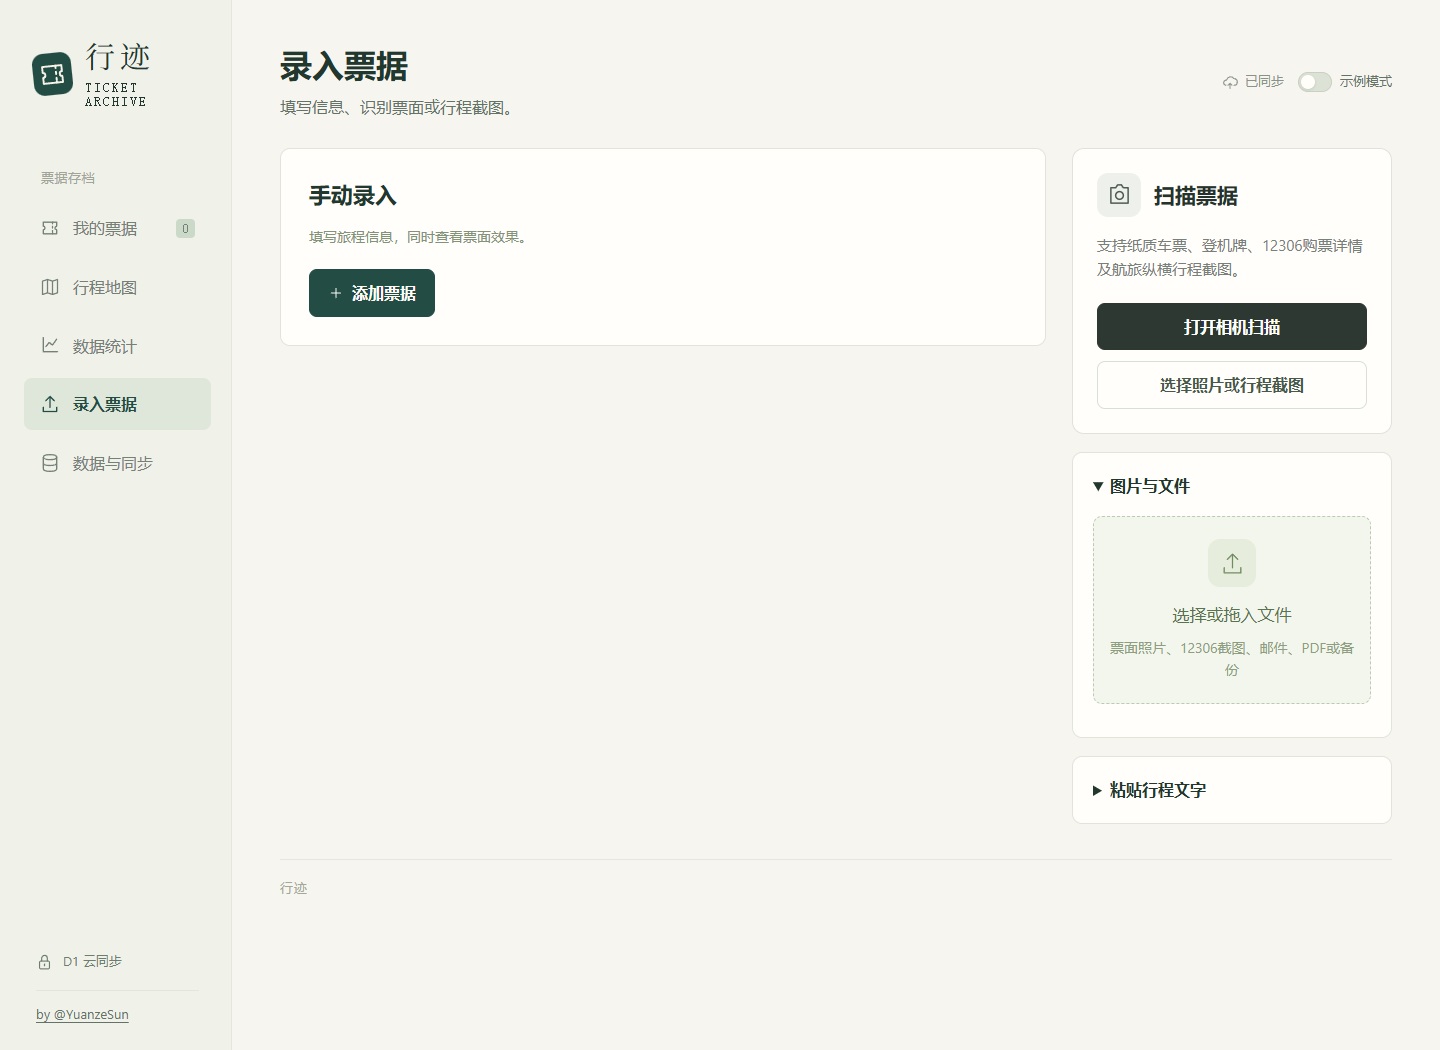 行迹
TICKET
ARCHIVE
票据存档
我的票据 0
行程地图
数据统计
录入票据
数据与同步
D1 云同步
by @YuanzeSun
录入票据
填写信息、识别票面或行程截图。
已同步 示例模式
手动录入
填写旅程信息，同时查看票面效果。
+ 添加票据
扫描票据
支持纸质车票、登机牌、12306购票详情
及航旅纵横行程截图。
打开相机扫描
选择照片或行程截图
▼ 图片与文件
选择或拖入文件
票面照片、12306截图、邮件、PDF或备
份
▶ 粘贴行程文字
行迹